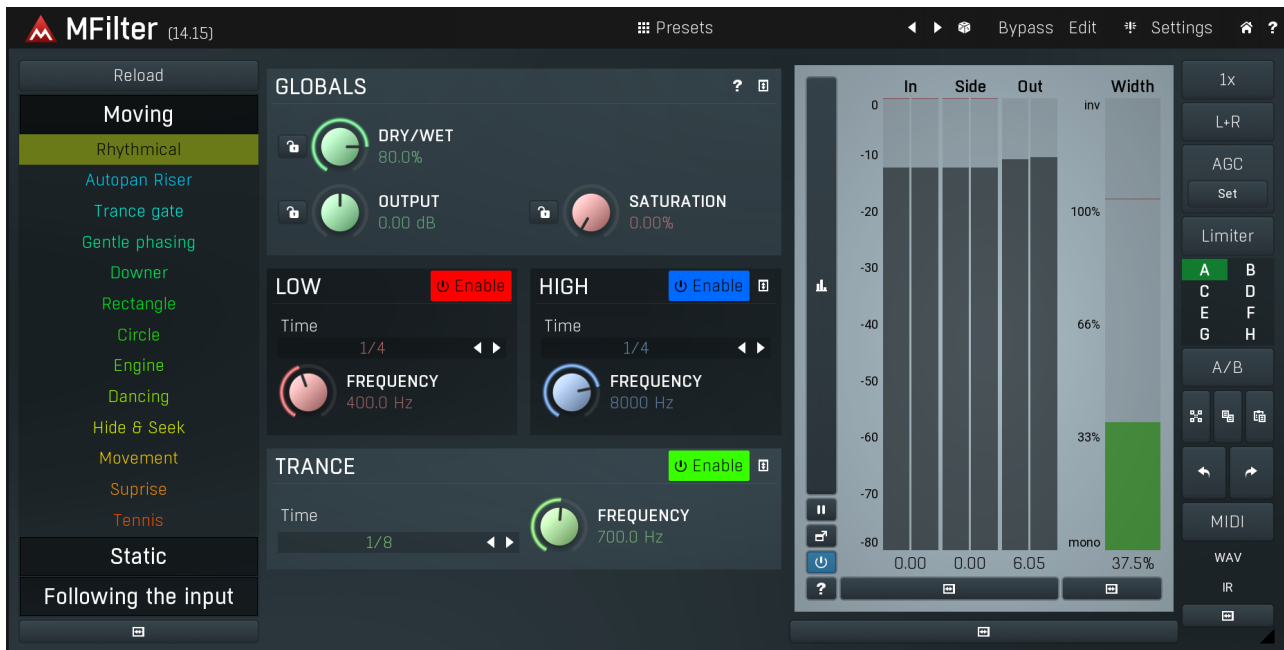 MFilter (14.15)
Presets
Bypass Edit Settings ?
Reload
Moving
Rhythmical
Autopan Riser
Trance gate
Gentle phasing
Downer
Rectangle
Circle
Engine
Dancing
Hide & Seek
Movement
Suprise
Tennis
Static
Following the input
GLOBALS ?
DRY/WET
80.0%
OUTPUT
0.00 dB
SATURATION
0.00%
LOW Enable
Time
1/4
FREQUENCY
400.0 Hz
HIGH Enable
Time
1/4
FREQUENCY
8000 Hz
TRANCE Enable
Time
1/8
FREQUENCY
700.0 Hz
In Side Out Width
0 inv
-10
-20 100%
-30
-40 66%
-50
-60 33%
-70
-80 mono
0.00 0.00 6.05 37.5%
?
1x
L+R
AGC
Set
Limiter
A B
C D
E F
G H
A/B
MIDI
WAV
IR